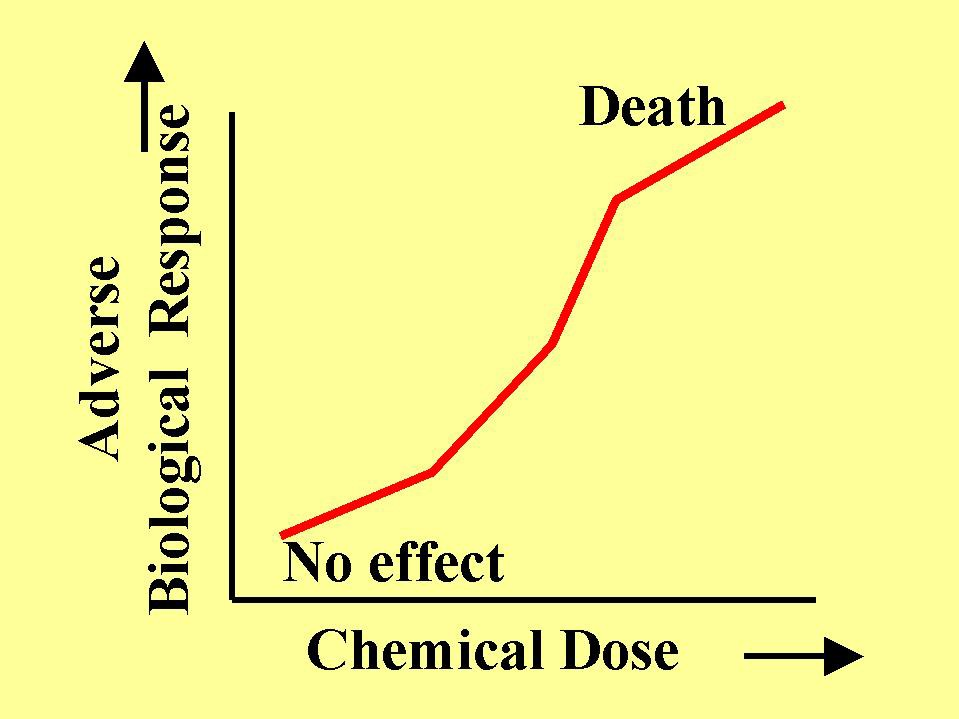 Adverse
Biological Response
Death
No effect
Chemical Dose